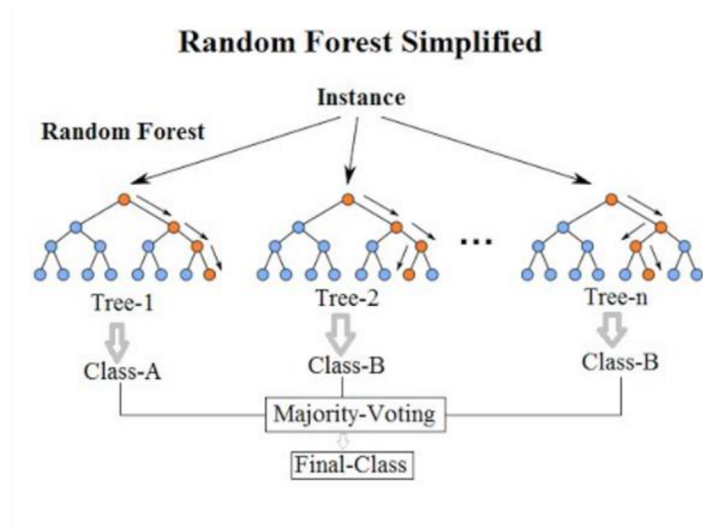 Random Forest Simplified
Instance
Random Forest
...
Tree-1
Tree-2
Tree-n
Class-A
Class-B
Class-B
Majority-Voting
Final-Class